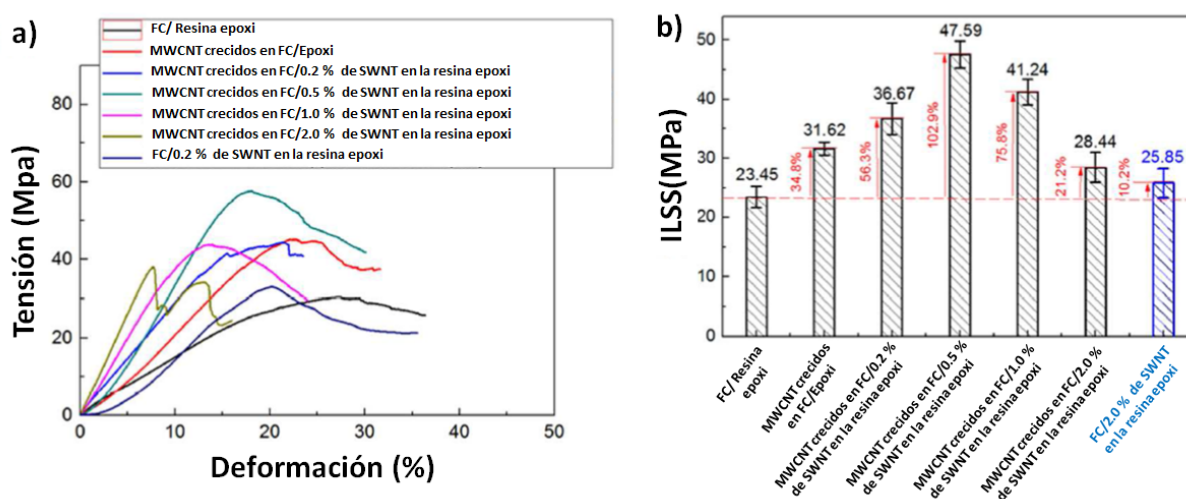 a)
FC/ Resina epoxi
MWCNT crecidos en FC/Epoxi
MWCNT crecidos en FC/0.2 % de SWNT en la resina epoxi
MWCNT crecidos en FC/0.5 % de SWNT en la resina epoxi
MWCNT crecidos en FC/1.0 % de SWNT en la resina epoxi
MWCNT crecidos en FC/2.0 % de SWNT en la resina epoxi
FC/0.2 % de SWNT en la resina epoxi
Tensión (Mpa)
80
60
40
20
0
0 10 20 30 40 50
Deformación (%)
b)
ILSS(MPa)
50
40
30
20
10
0
23.45
31.62
36.67
47.59
41.24
28.44
25.85
34.8%
56.3%
102.9%
75.8%
21.2%
10.2%
FC/ Resina
epoxi
MWCNT crecidos
en FC/Epoxi
MWCNT crecidos en FC/0.2 %
de SWNT en la resina epoxi
MWCNT crecidos en FC/0.5 %
de SWNT en la resina epoxi
MWCNT crecidos en FC/1.0 %
de SWNT en la resina epoxi
MWCNT crecidos en FC/2.0 %
de SWNT en la resina epoxi
FC/2.0 % de SWNT
en la resina epoxi